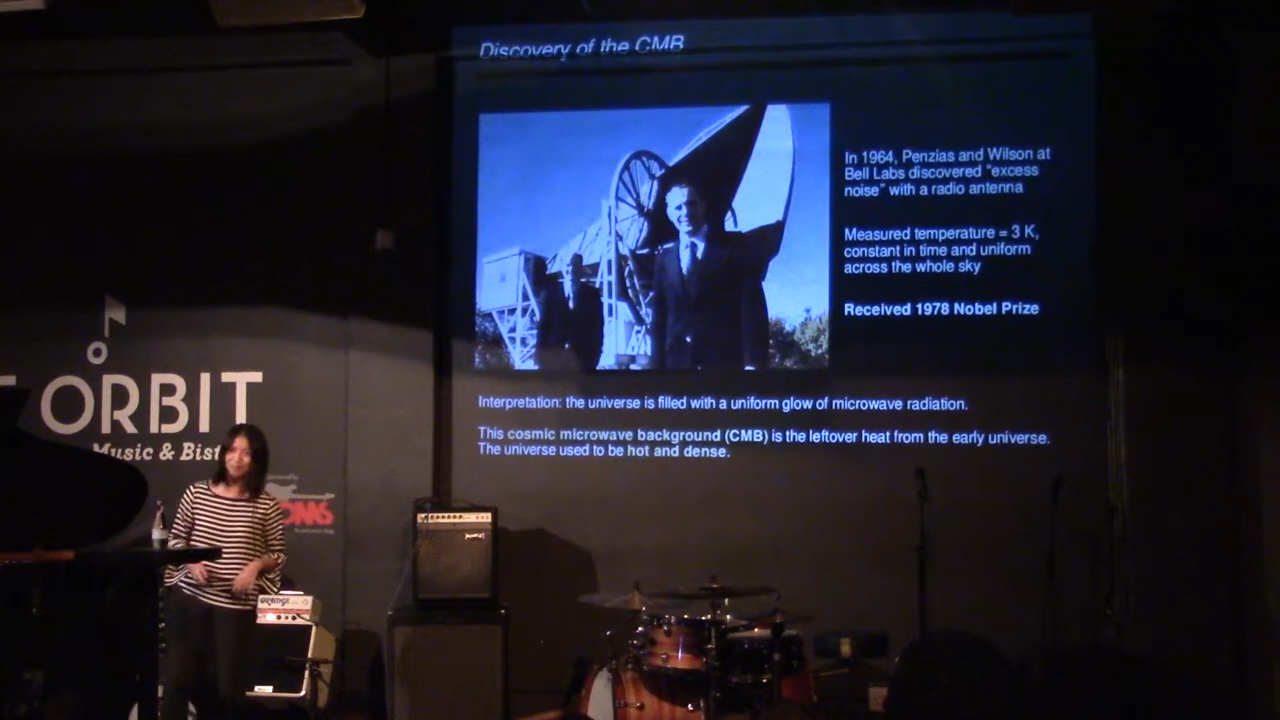 Discovery of the CMB
In 1964, Penzias and Wilson at
Bell Labs discovered "excess
noise" with a radio antenna
Measured temperature = 3 K,
constant in time and uniform
across the whole sky
Received 1978 Nobel Prize
Interpretation: the universe is filled with a uniform glow of microwave radiation.
This cosmic microwave background (CMB) is the leftover heat from the early universe.
The universe used to be hot and dense.
ORBIT
Music & Bist
ORANGE